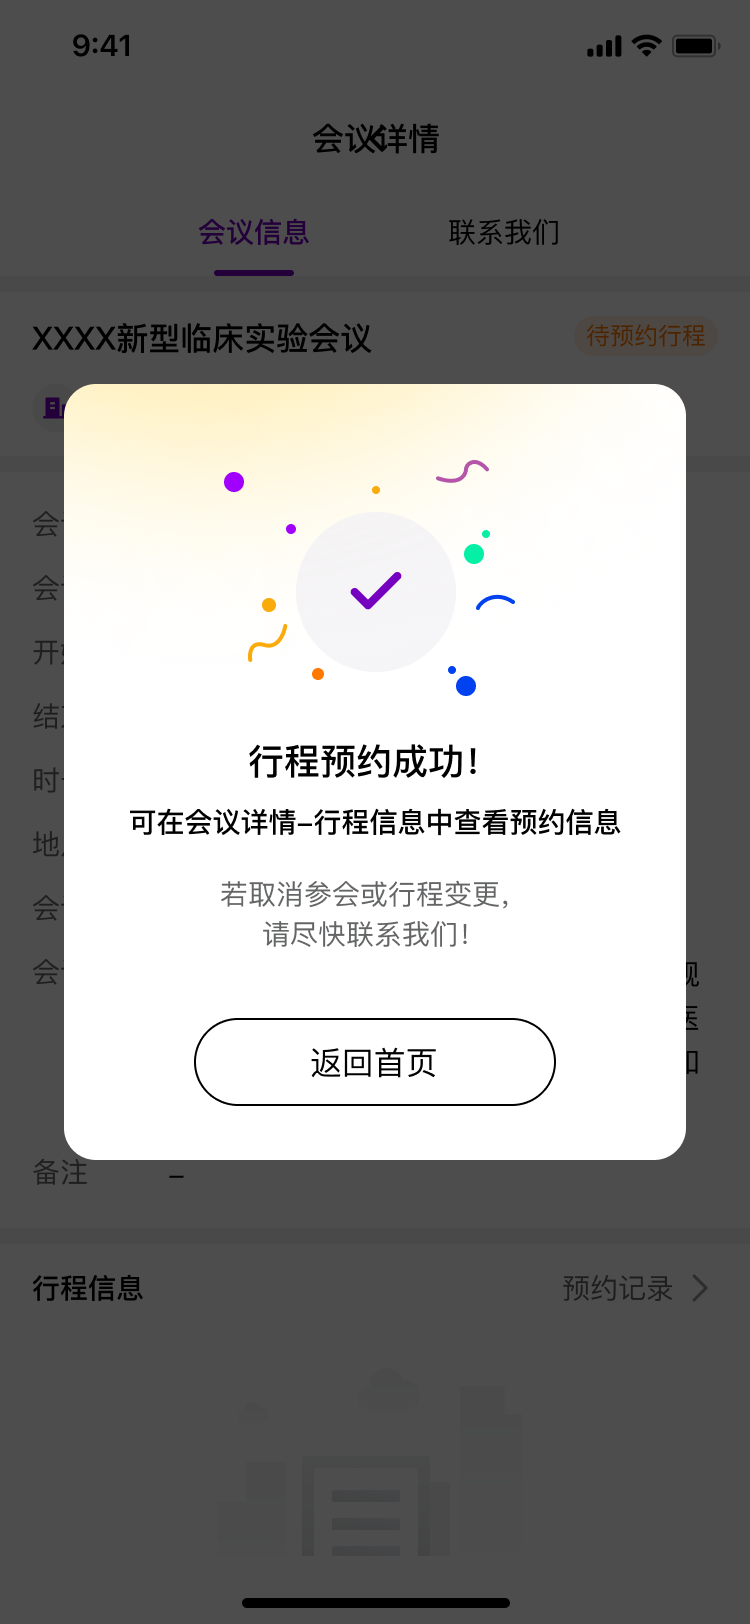 9:41
会议详情
会议信息
联系我们
XXXX新型临床实验会议
待预约行程
行程预约成功！
可在会议详情–行程信息中查看预约信息
若取消参会或行程变更，
请尽快联系我们！
返回首页
会
会
开
结
时
地
会
会
备注
–
行程信息
预约记录